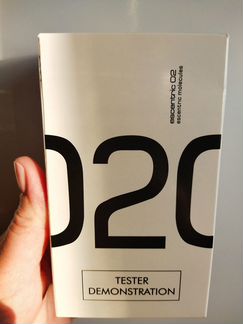 escentric 02
escentric molecules
020
TESTER
DEMONSTRATION